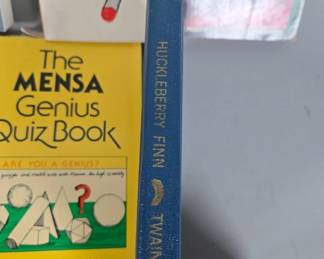 The
MENSA
Genius
Quiz Book
ARE YOU A GENIUS?
?
HUCKLEBERRY FINN TWAIN